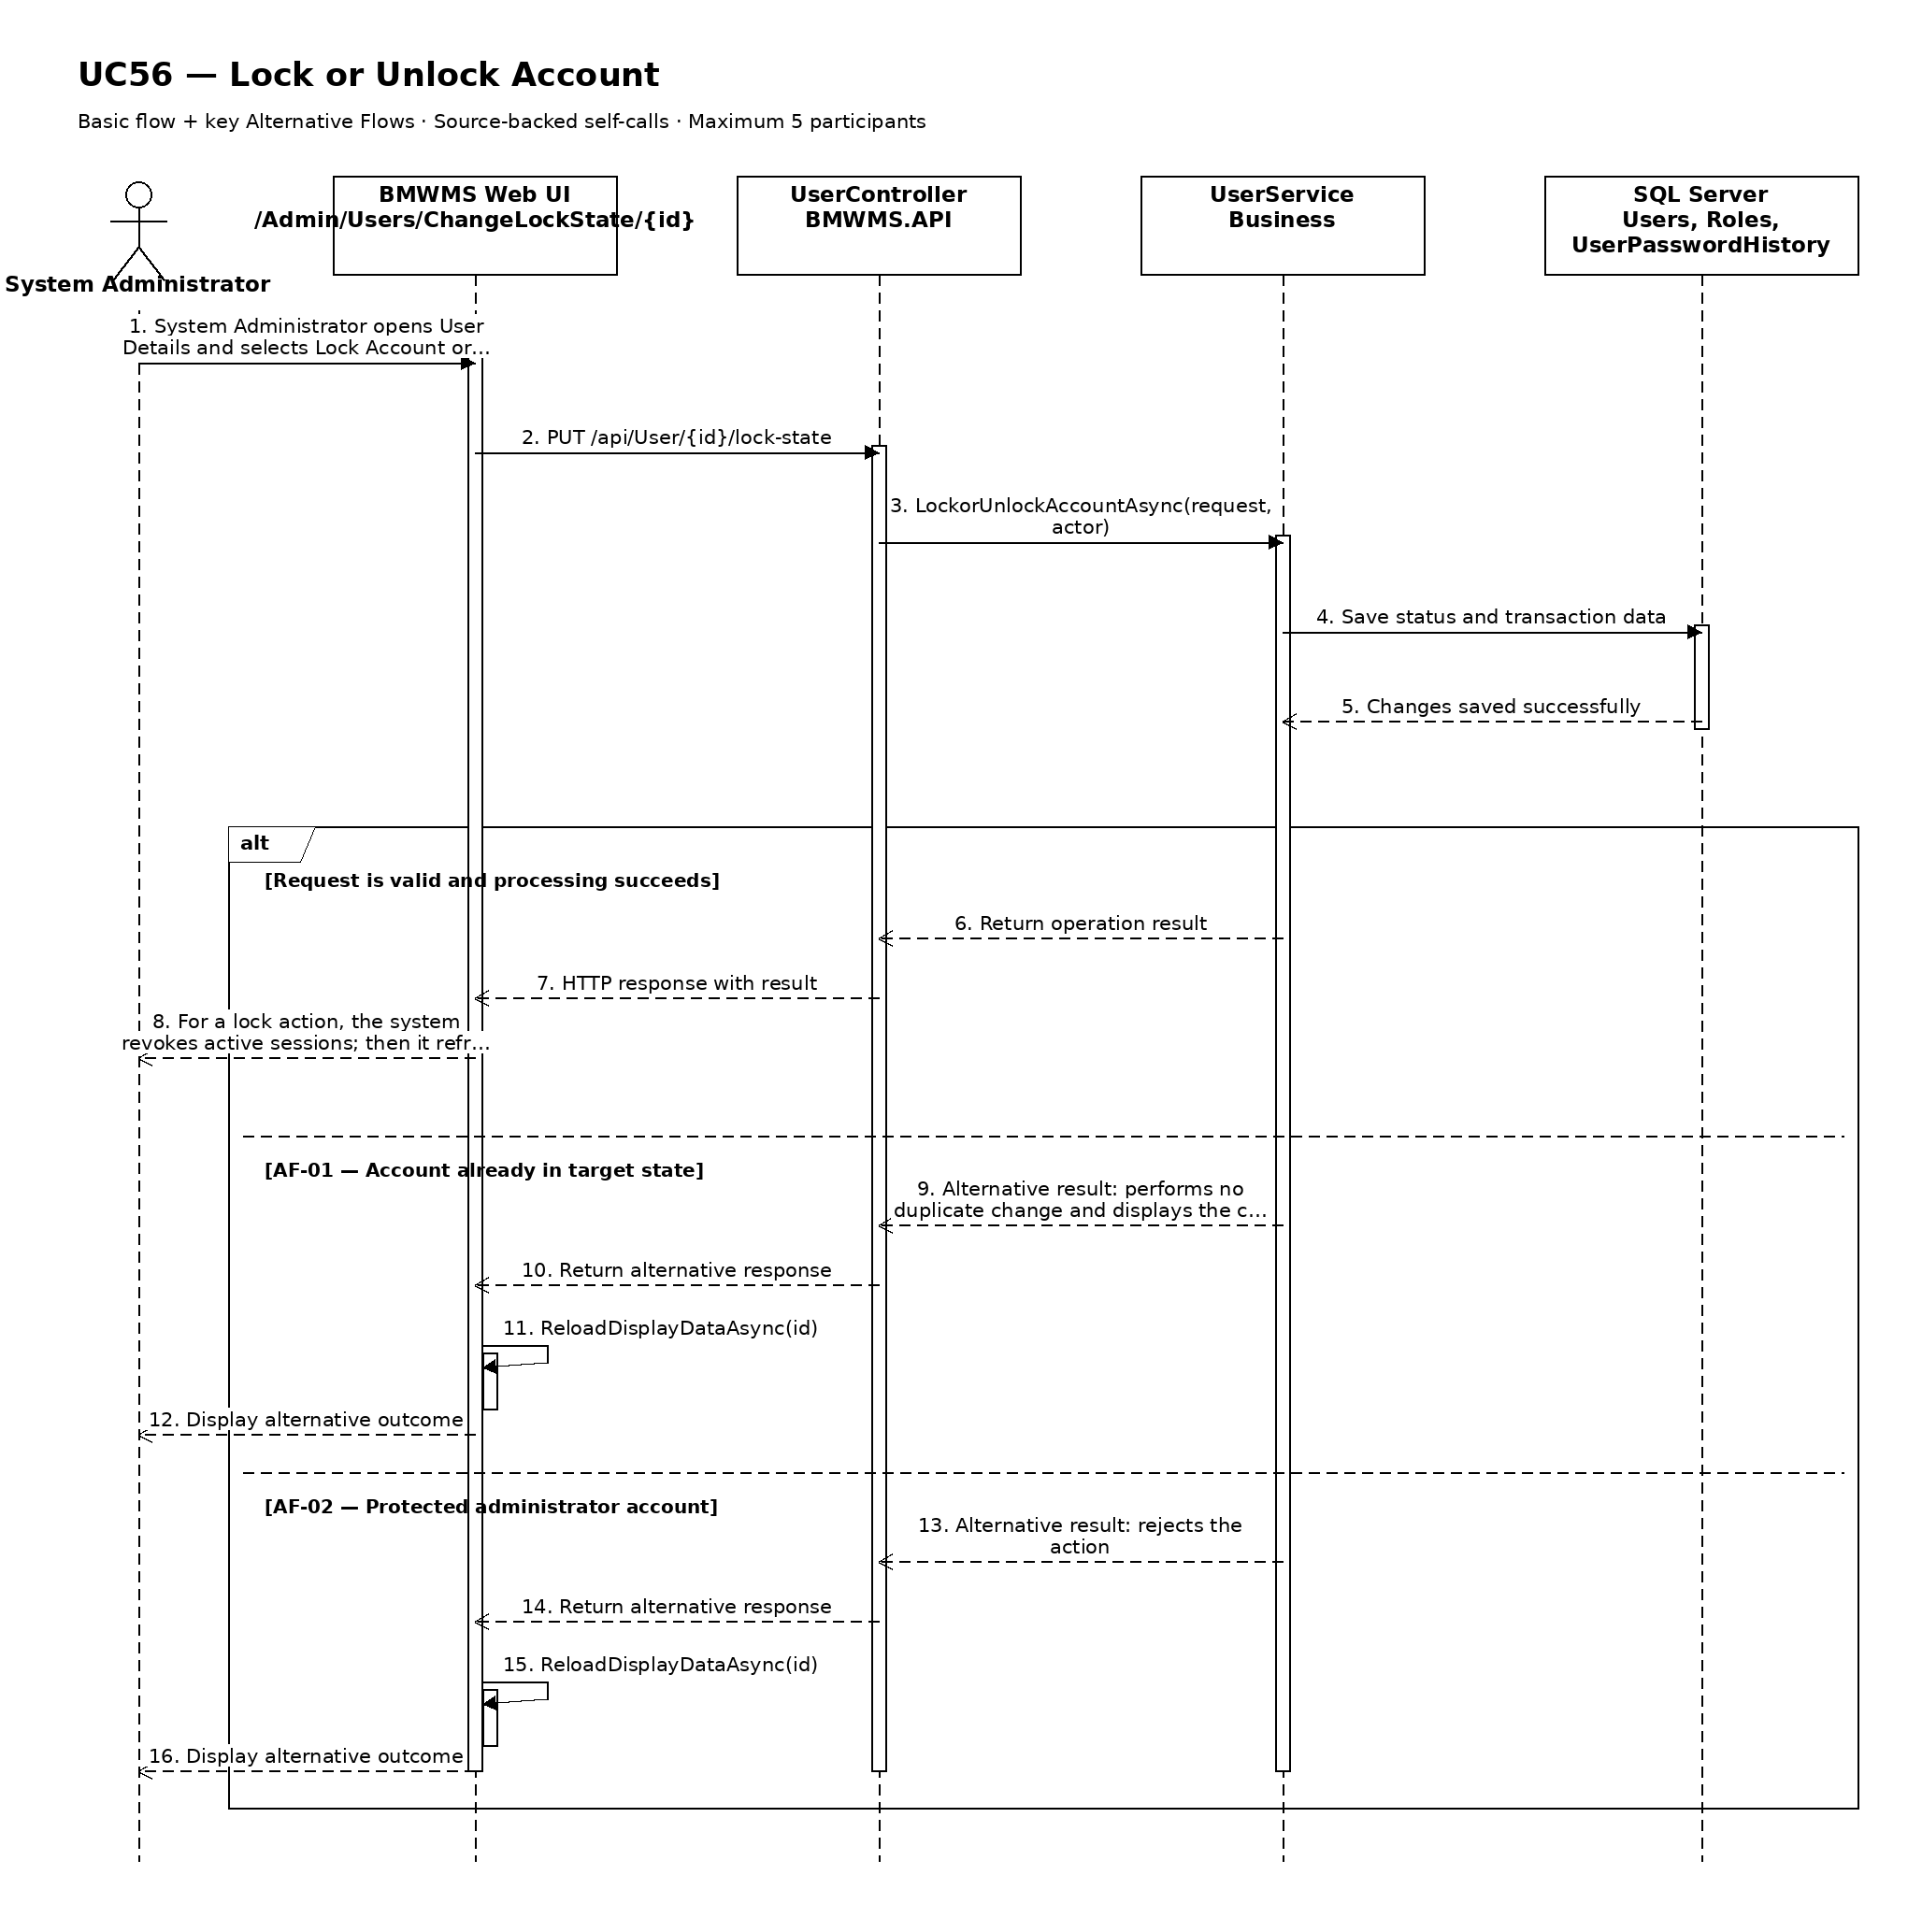 UC56 — Lock or Unlock Account
Basic flow + key Alternative Flows · Source-backed self-calls · Maximum 5 participants
System Administrator
BMWMS Web UI
/Admin/Users/ChangeLockState/{id}
UserController
BMWMS.API
UserService
Business
SQL Server
Users, Roles,
UserPasswordHistory
1. System Administrator opens User
Details and selects Lock Account or...
2. PUT /api/User/{id}/lock-state
3. LockorUnlockAccountAsync(request,
actor)
4. Save status and transaction data
5. Changes saved successfully
alt
[Request is valid and processing succeeds]
6. Return operation result
7. HTTP response with result
8. For a lock action, the system
revokes active sessions; then it refr...
[AF-01 — Account already in target state]
9. Alternative result: performs no
duplicate change and displays the c...
10. Return alternative response
11. ReloadDisplayDataAsync(id)
12. Display alternative outcome
[AF-02 — Protected administrator account]
13. Alternative result: rejects the
action
14. Return alternative response
15. ReloadDisplayDataAsync(id)
16. Display alternative outcome